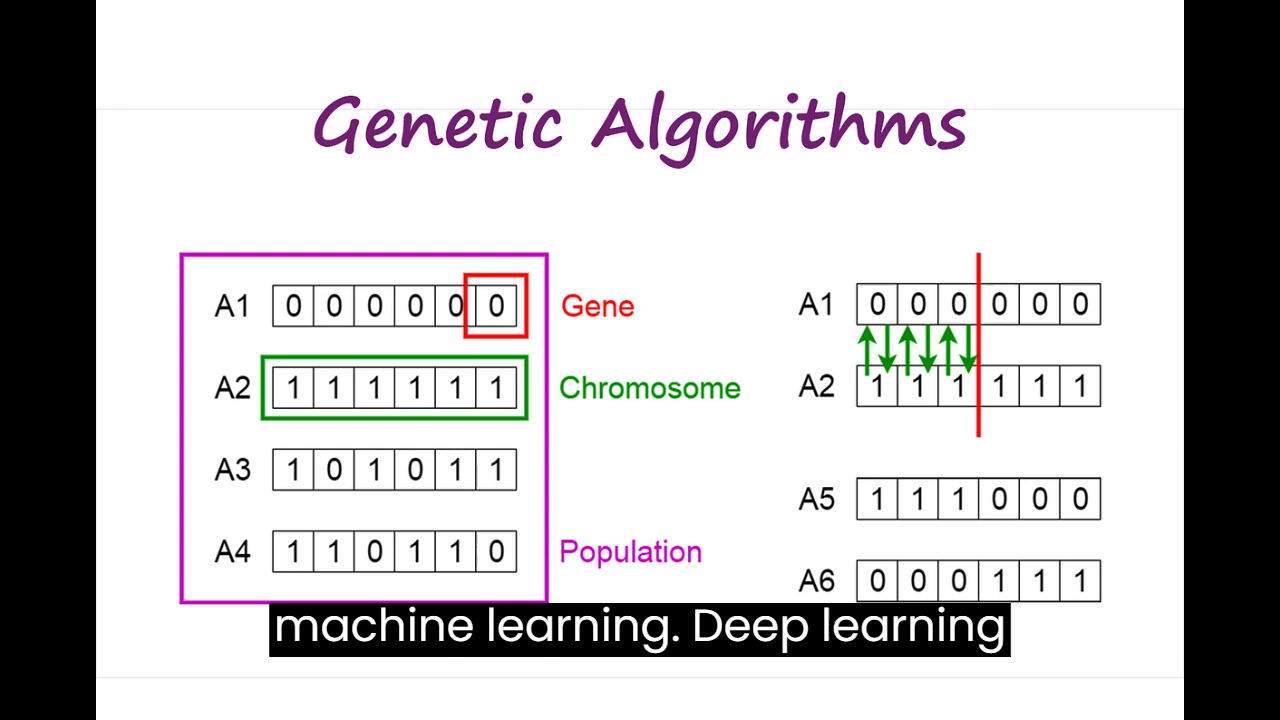 Genetic Algorithms
A1 0 0 0 0 0 0 Gene
A2 1 1 1 1 1 1 Chromosome
A3 1 0 1 0 1 1
A4 1 1 0 1 1 0 Population
A1 0 0 0 0 0 0
A2 1 1 1 1 1 1
A5 1 1 1 0 0 0
A6 0 0 0 1 1 1
machine learning. Deep learning